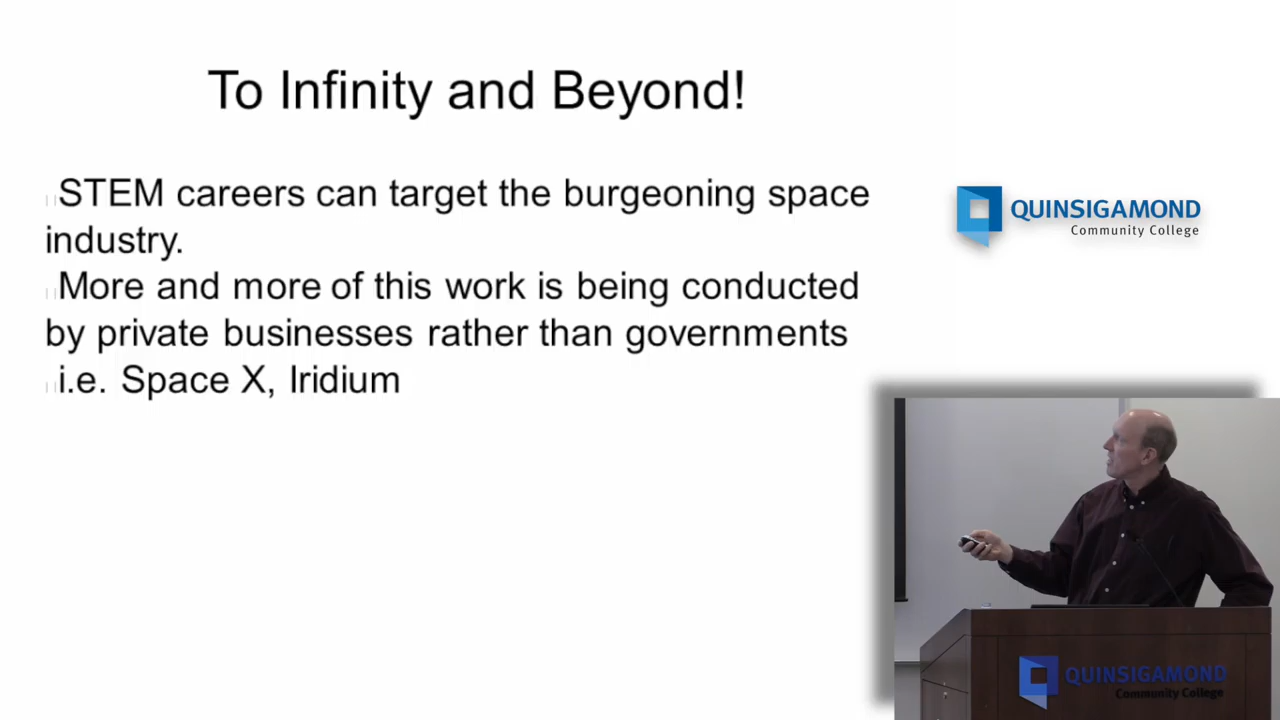 To Infinity and Beyond!
STEM careers can target the burgeoning space
industry.
More and more of this work is being conducted
by private businesses rather than governments
i.e. Space X, Iridium
QUINSIGAMOND
Community College
QUINSIGAMOND
Community College